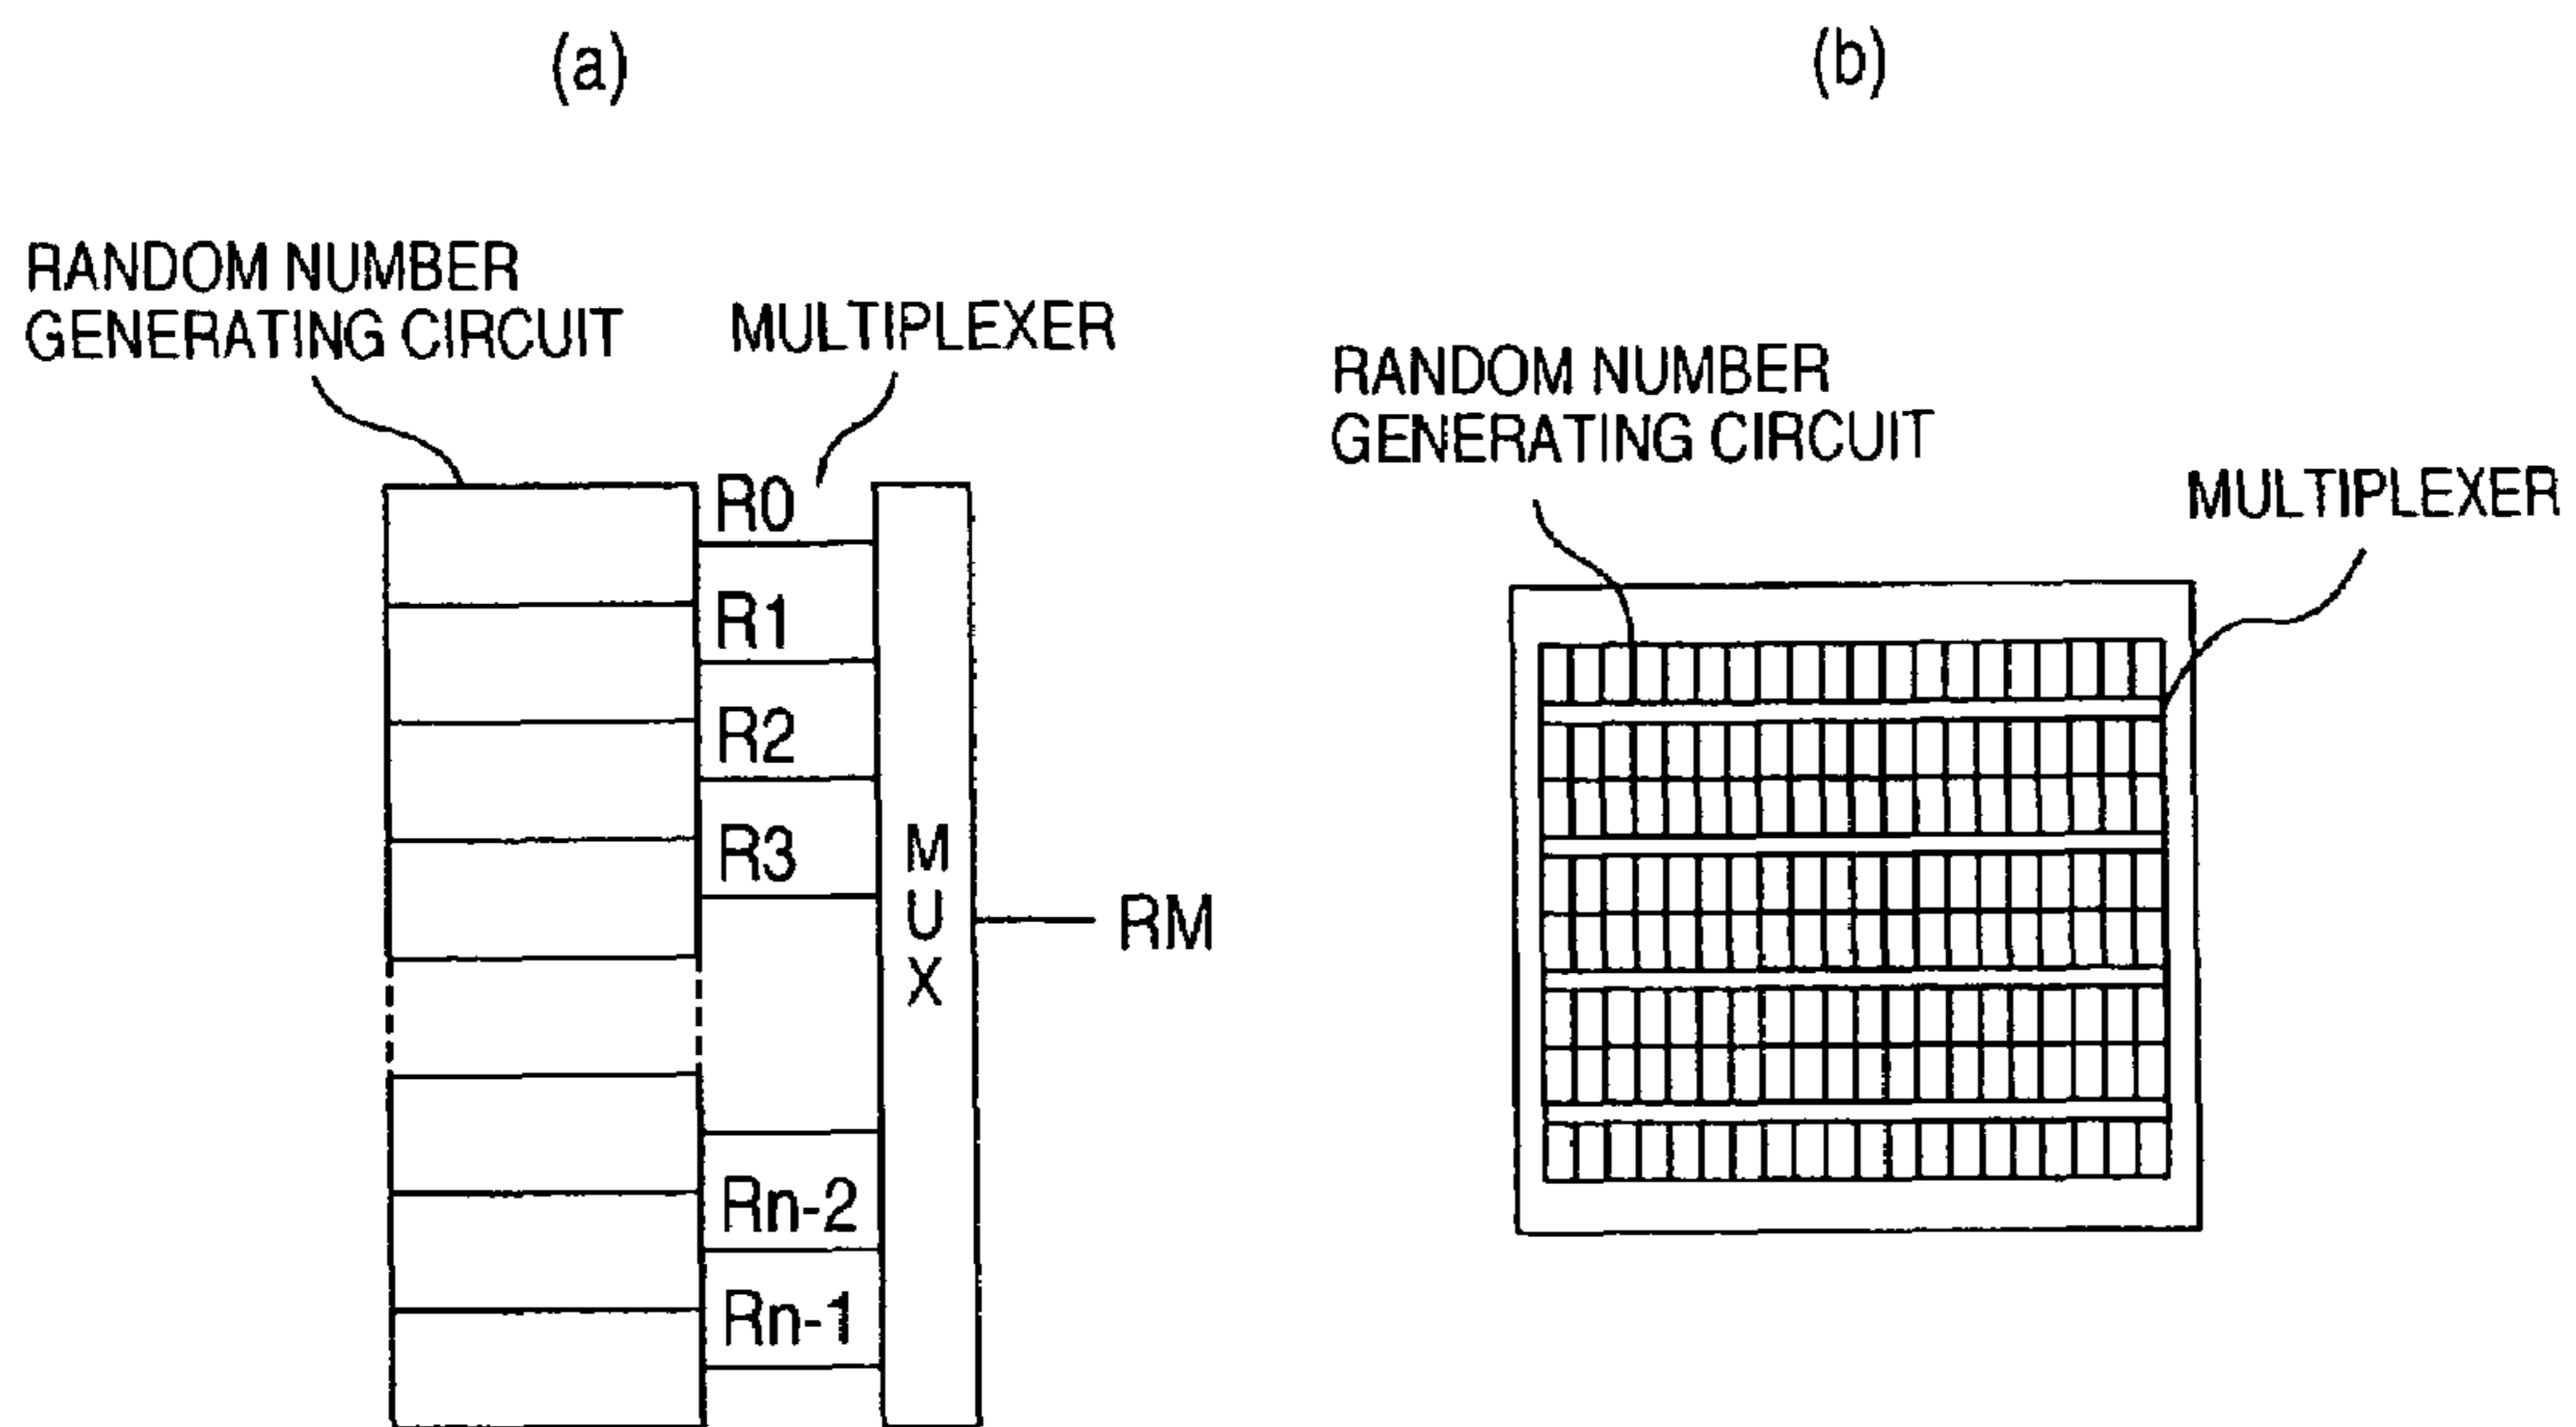 (a)
RANDOM NUMBER
GENERATING CIRCUIT
MULTIPLEXER
R0
R1
R2
R3
Rn-2
Rn-1
M
U
X
RM
(b)
RANDOM NUMBER
GENERATING CIRCUIT
MULTIPLEXER